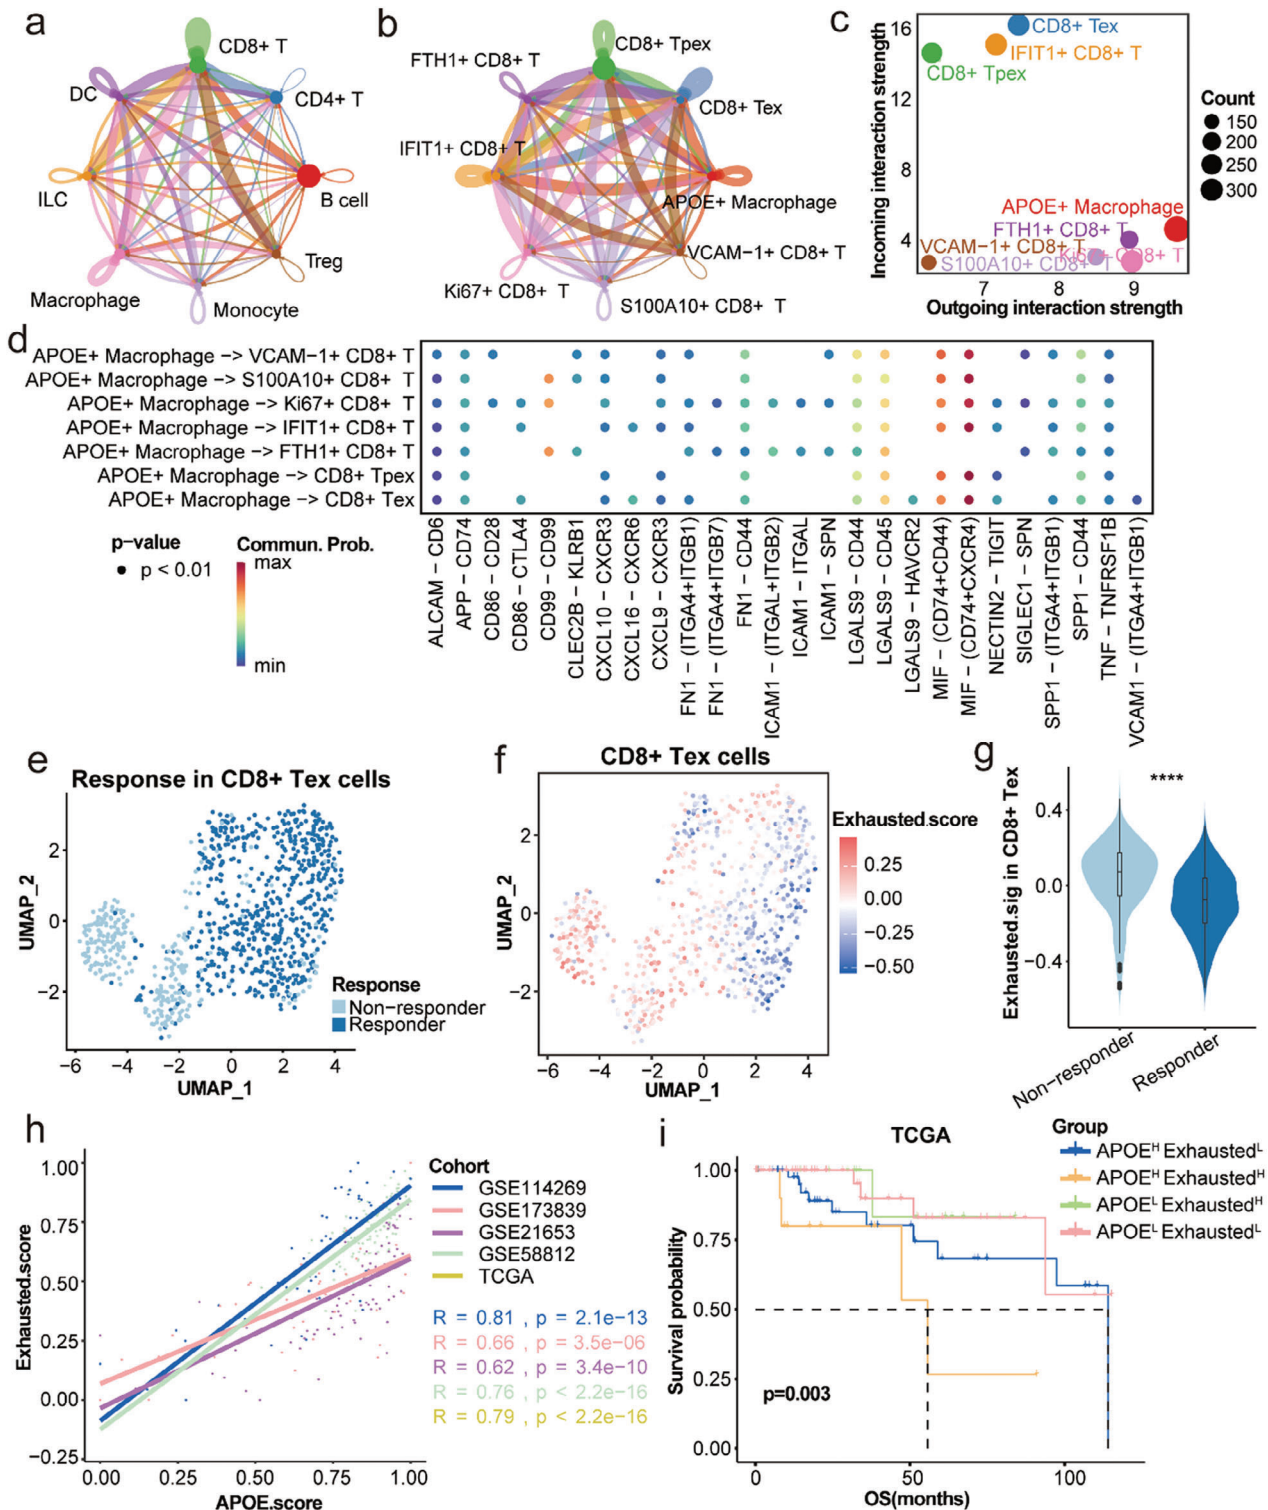 a
CD8+ T
CD4+ T
B cell
Treg
Monocyte
Macrophage
ILC
DC
b
CD8+ Tpex
CD8+ Tex
APOE+ Macrophage
VCAM−1+ CD8+ T
S100A10+ CD8+ T
Ki67+ CD8+ T
IFIT1+ CD8+ T
FTH1+ CD8+ T
c
Incoming interaction strength
16
12
8
4
CD8+ Tex
IFIT1+ CD8+ T
CD8+ Tpex
APOE+ Macrophage
FTH1+ CD8+ T
VCAM−1+ CD8+ T
Ki67+ CD8+ T
S100A10+ CD8+ T
7 8 9
Outgoing interaction strength
Count
150
200
250
300
d
APOE+ Macrophage −> VCAM−1+ CD8+ T
APOE+ Macrophage −> S100A10+ CD8+ T
APOE+ Macrophage −> Ki67+ CD8+ T
APOE+ Macrophage −> IFIT1+ CD8+ T
APOE+ Macrophage −> FTH1+ CD8+ T
APOE+ Macrophage −> CD8+ Tpex
APOE+ Macrophage −> CD8+ Tex
p−value
p < 0.01
Commun. Prob.
max
min
ALCAM − CD6
APP − CD74
CD86 − CD28
CD86 − CTLA4
CD99 − CD99
CLEC2B − KLRB1
CXCL10 − CXCR3
CXCL16 − CXCR6
CXCL9 − CXCR3
FN1 − (ITGA4+ITGB1)
FN1 − (ITGA4+ITGB7)
FN1 − CD44
ICAM1 − (ITGAL+ITGB2)
ICAM1 − ITGAL
ICAM1 − SPN
LGALS9 − CD44
LGALS9 − CD45
LGALS9 − HAVCR2
MIF − (CD74+CD44)
MIF − (CD74+CXCR4)
NECTIN2 − TIGIT
SIGLEC1 − SPN
SPP1 − (ITGA4+ITGB1)
SPP1 − CD44
TNF − TNFRSF1B
VCAM1 − (ITGA4+ITGB1)
e
Response in CD8+ Tex cells
UMAP_2
2
0
−2
−6 −4 −2 0 2 4
UMAP_1
Response
Non−responder
Responder
f
CD8+ Tex cells
UMAP_2
2
0
−2
−6 −4 −2 0 2 4
UMAP_1
Exhausted.score
0.25
0.00
−0.25
−0.50
g
Exhausted.sig in CD8+ Tex
0.4
0.0
−0.4
****
Non−responder
Responder
h
Exhausted.score
1.00
0.75
0.50
0.25
0.00
−0.25
0.00 0.25 0.50 0.75 1.00
APOE.score
Cohort
GSE114269
GSE173839
GSE21653
GSE58812
TCGA
R = 0.81 , p = 2.1e−13
R = 0.66 , p = 3.5e−06
R = 0.62 , p = 3.4e−10
R = 0.76 , p < 2.2e−16
R = 0.79 , p < 2.2e−16
i
TCGA
Survival probability
1.00
0.75
0.50
0.25
0.00
p=0.003
0 50 100
OS(months)
Group
APOEᴴ Exhaustedᴸ
APOEᴴ Exhaustedᴴ
APOEᴸ Exhaustedᴴ
APOEᴸ Exhaustedᴸ